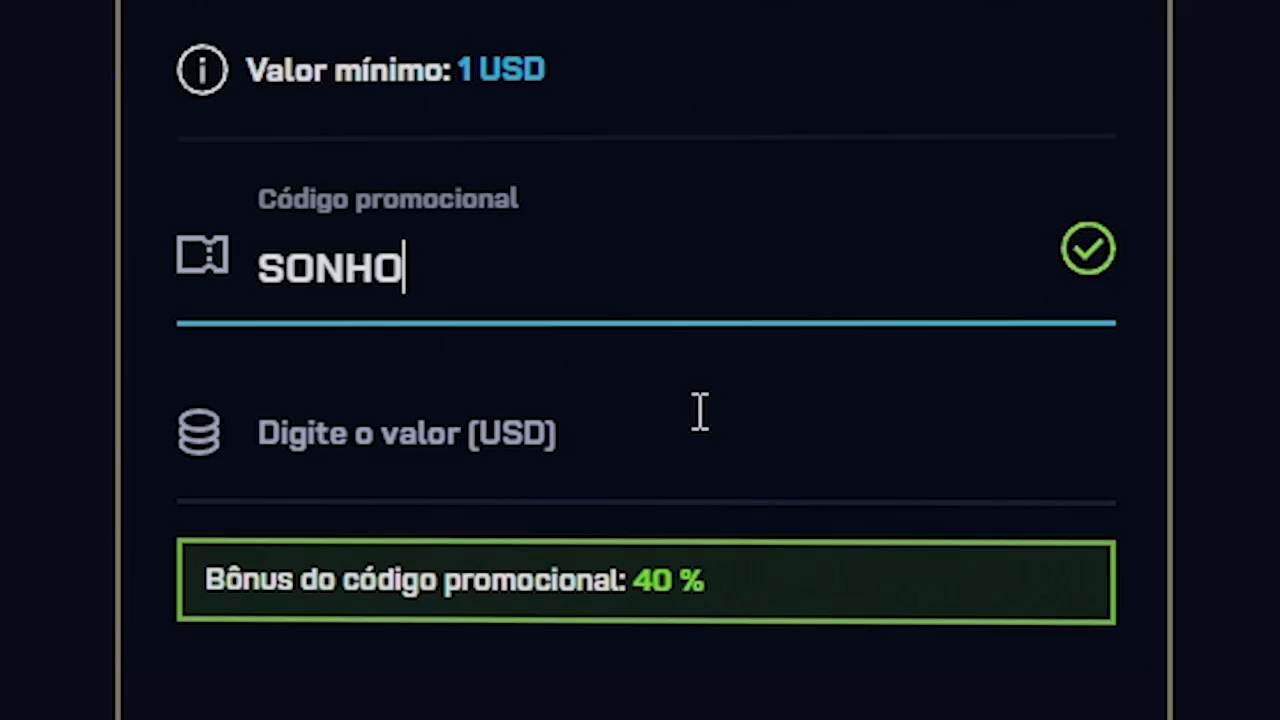 Valor mínimo: 1 USD
Código promocional
SONHO
Digite o valor (USD)
Bônus do código promocional: 40 %